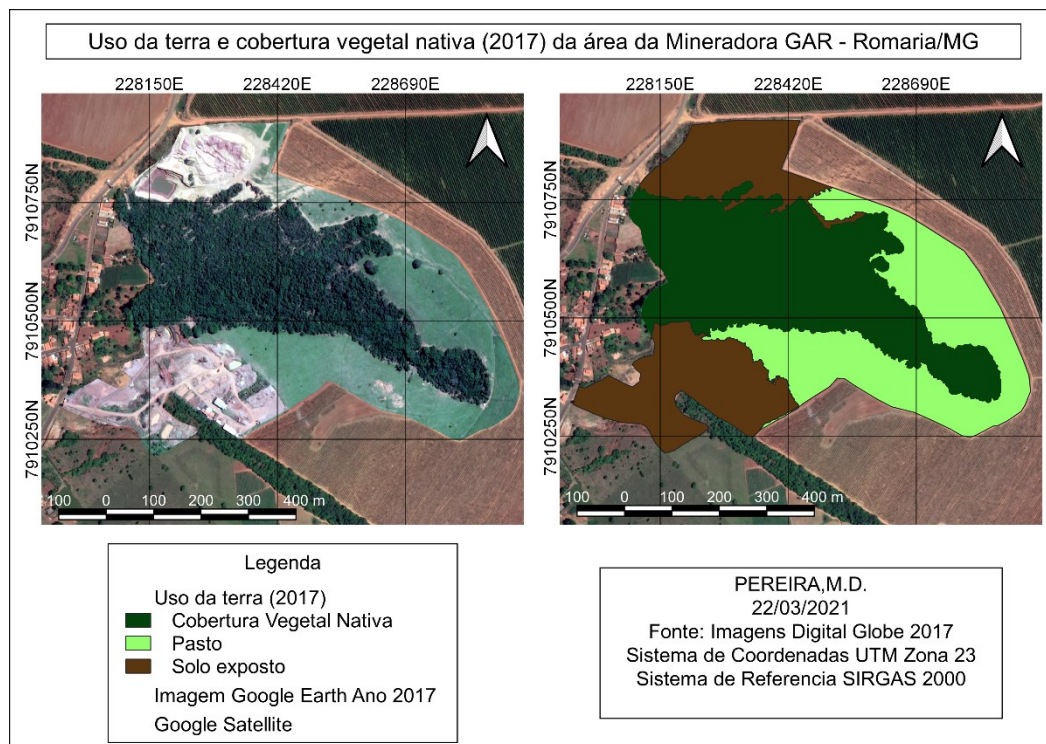 Uso da terra e cobertura vegetal nativa (2017) da área da Mineradora GAR - Romaria/MG
228150E 228420E 228690E
228150E 228420E 228690E
7910750N
7910500N
7910250N
7910750N
7910500N
7910250N
100 0 100 200 300 400 m
100 0 100 200 300 400 m
Legenda
Uso da terra (2017)
Cobertura Vegetal Nativa
Pasto
Solo exposto
Imagem Google Earth Ano 2017
Google Satellite
PEREIRA,M.D.
22/03/2021
Fonte: Imagens Digital Globe 2017
Sistema de Coordenadas UTM Zona 23
Sistema de Referencia SIRGAS 2000